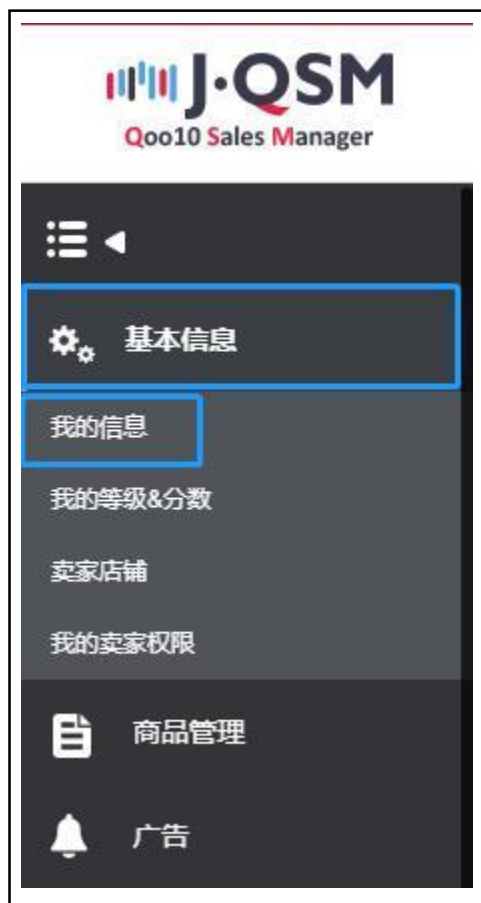 J·QSM
Qoo10 Sales Manager
基本信息
我的信息
我的等级&分数
卖家店铺
我的卖家权限
商品管理
广告